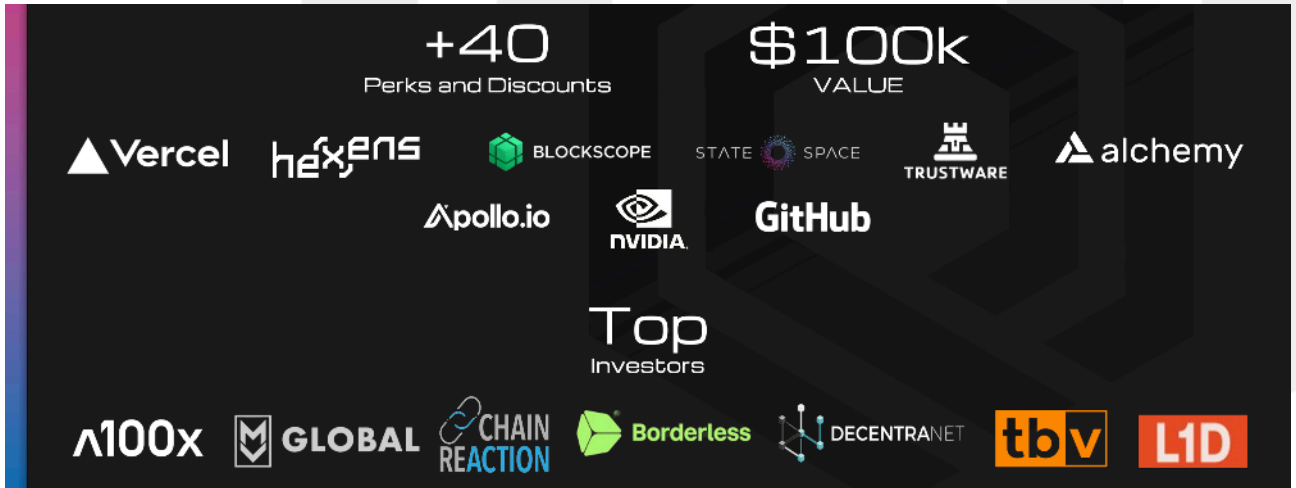 +40
Perks and Discounts
$100k
VALUE
Vercel
hexens
BLOCKSCOPE
STATE SPACE
TRUSTWARE
alchemy
Apollo.io
NVIDIA.
GitHub
Top
Investors
Λ100x
GLOBAL
CHAIN
REACTION
Borderless
DECENTRANET
tbv
L1D